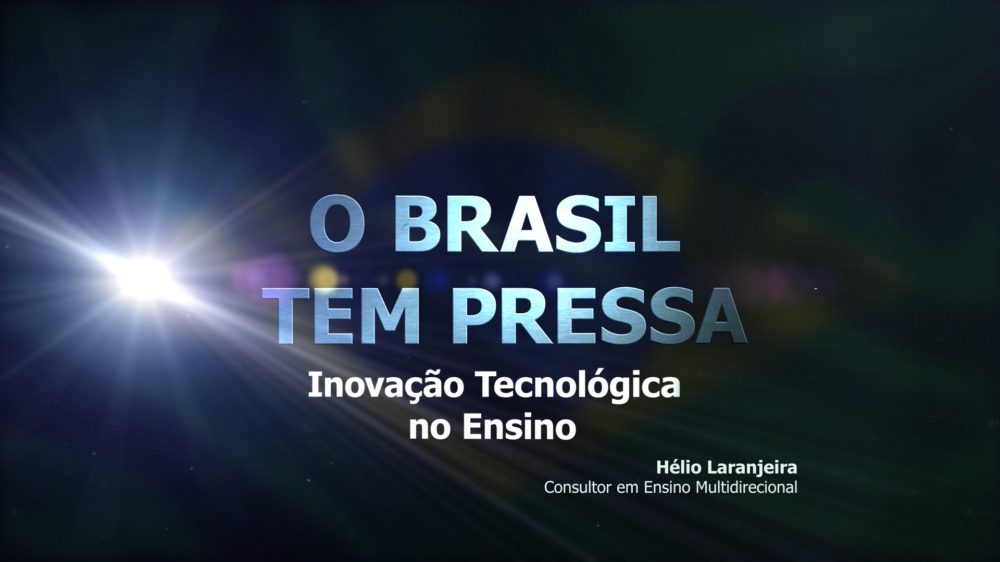 O BRASIL
TEM PRESSA
Inovação Tecnológica
no Ensino
Hélio Laranjeira
Consultor em Ensino Multidirecional